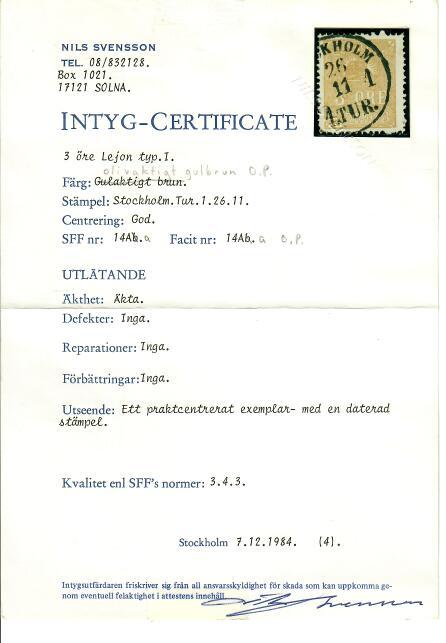 NILS SVENSSON
TEL. 08/832128.
Box 1021.
17121 SOLNA.
KHOLM
26
11 1
TUR.
INTYG-CERTIFICATE
3 öre Lejon typ.I.
olivaktigt gulbrun O.P.
Färg: Gulaktigt brun.
Stämpel: Stockholm.Tur.1.26.11.
Centrering: God.
SFF nr: 14Ab.a Facit nr: 14Ab.a O.P.
UTLÅTANDE
Äkthet: Äkta.
Defekter: Inga.
Reparationer: Inga.
Förbättringar: Inga.
Utseende: Ett praktcentrerat exemplar- med en daterad
stämpel.
Kvalitet enl SFF's normer: 3.4.3.
Stockholm 7.12.1984. (4).
Intygsutfärdaren friskriver sig från all ansvarsskyldighet för skada som kan uppkomma ge-
nom eventuell felaktighet i attestens innehåll.